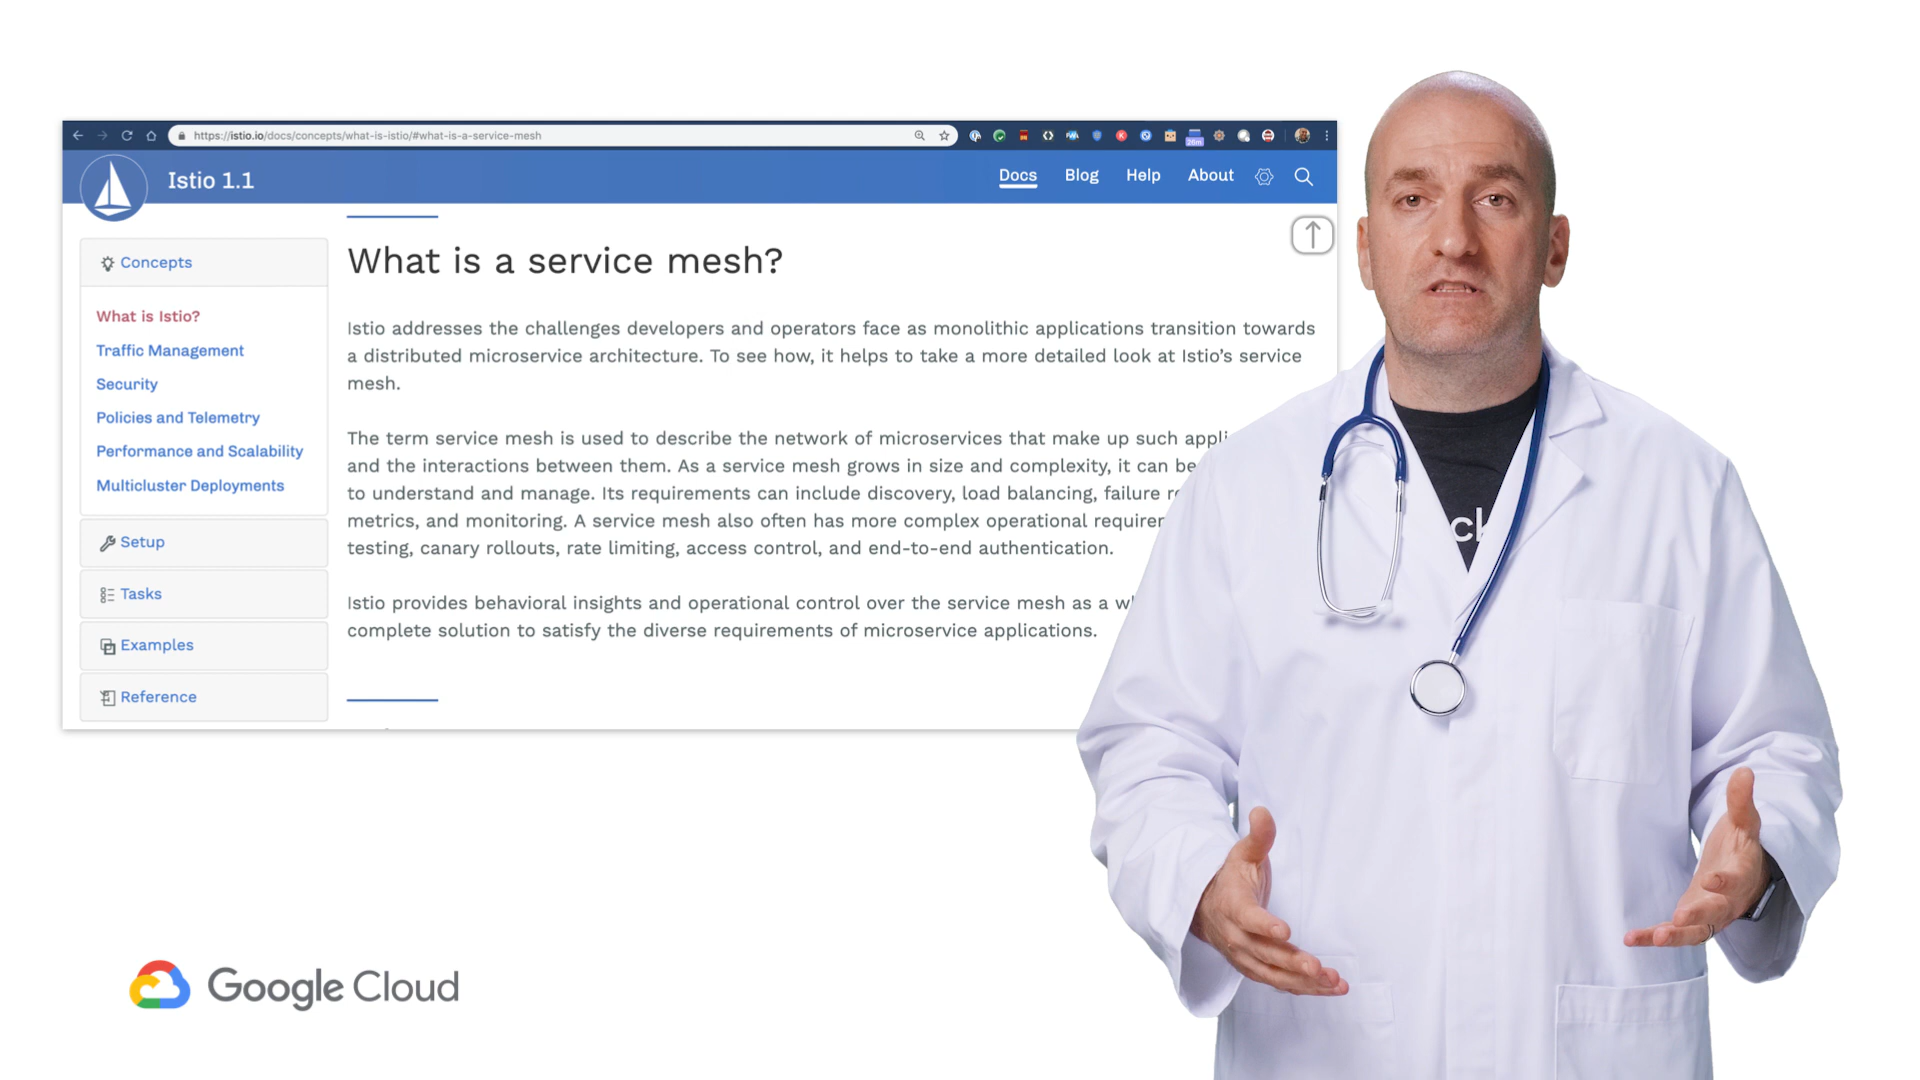 https://istio.io/docs/concepts/what-is-istio/#what-is-a-service-mesh
26m
Istio 1.1
Docs Blog Help About
Concepts
What is Istio?
Traffic Management
Security
Policies and Telemetry
Performance and Scalability
Multicluster Deployments
Setup
Tasks
Examples
Reference
What is a service mesh?
Istio addresses the challenges developers and operators face as monolithic applications transition towards
a distributed microservice architecture. To see how, it helps to take a more detailed look at Istio’s service
mesh.
The term service mesh is used to describe the network of microservices that make up such
and the interactions between them. As a service mesh grows in size and complexity, it can be
to understand and manage. Its requirements can include discovery, load balancing, failure
metrics, and monitoring. A service mesh also often has more complex operational
testing, canary rollouts, rate limiting, access control, and end-to-end authentication.
Istio provides behavioral insights and operational control over the service mesh as a
complete solution to satisfy the diverse requirements of microservice applications.
Google Cloud